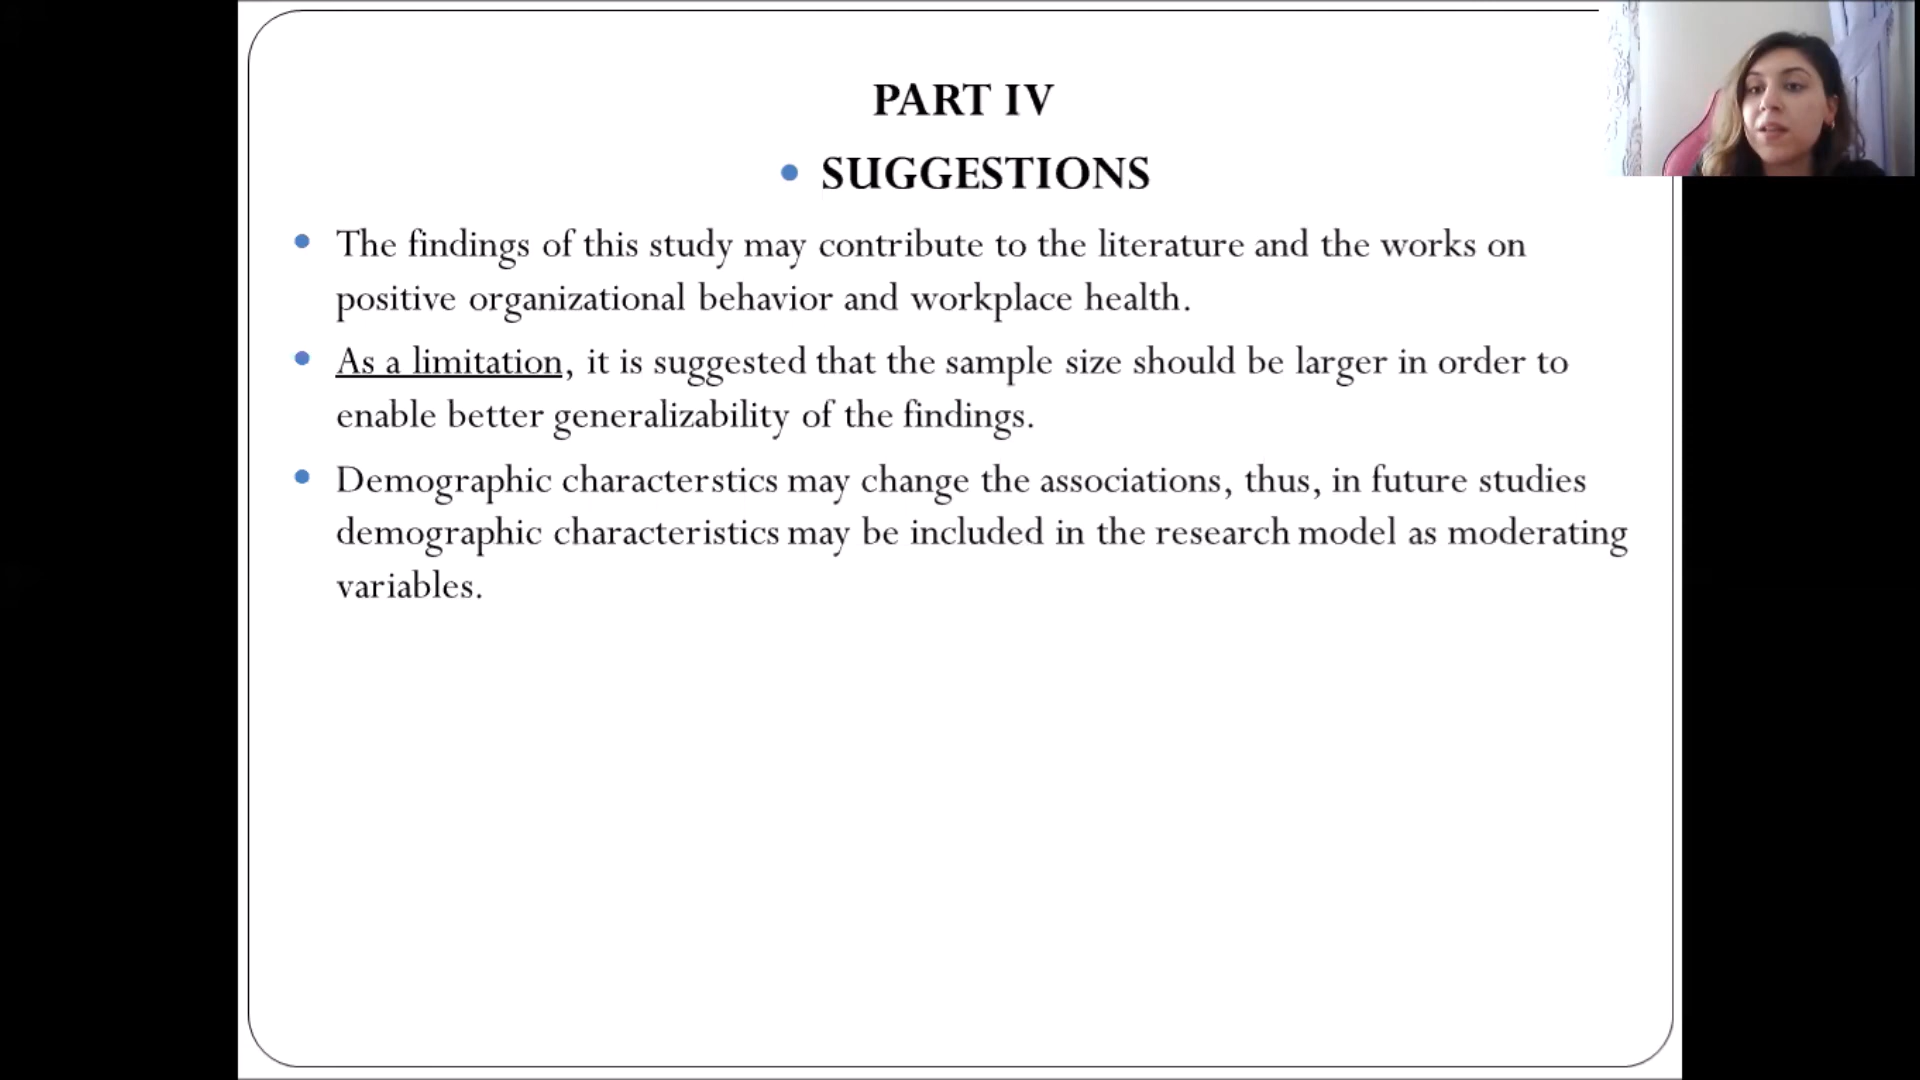 PART IV
• SUGGESTIONS
• The findings of this study may contribute to the literature and the works on
positive organizational behavior and workplace health.
• As a limitation, it is suggested that the sample size should be larger in order to
enable better generalizability of the findings.
• Demographic characterstics may change the associations, thus, in future studies
demographic characteristics may be included in the research model as moderating
variables.